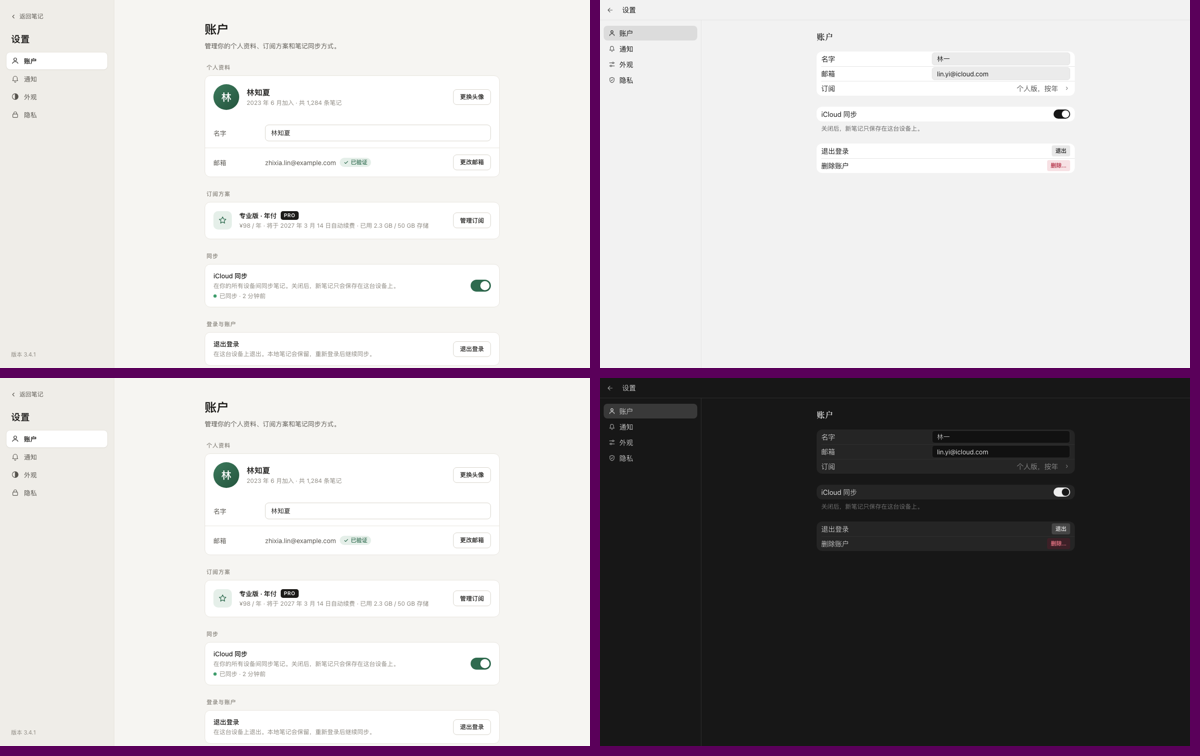 返回笔记
设置
账户
通知
外观
隐私
版本 3.4.1
账户
管理你的个人资料、订阅方案和笔记同步方式。
个人资料
林
林知夏
2023 年 6 月加入 · 共 1,284 条笔记
更换头像
名字
林知夏
邮箱
zhixia.lin@example.com
已验证
更改邮箱
订阅方案
专业版 · 年付 PRO
¥98 / 年 · 将于 2027 年 3 月 14 日自动续费 · 已用 2.3 GB / 50 GB 存储
管理订阅
同步
iCloud 同步
在你的所有设备间同步笔记。关闭后，新笔记只会保存在这台设备上。
已同步 · 2 分钟前
登录与账户
退出登录
在这台设备上退出。本地笔记会保留，重新登录后继续同步。
退出登录
设置
账户
通知
外观
隐私
账户
名字
林一
邮箱
lin.yi@icloud.com
订阅
个人版，按年
iCloud 同步
关闭后，新笔记只保存在这台设备上。
退出登录
退出
删除账户
删除…
返回笔记
设置
账户
通知
外观
隐私
版本 3.4.1
账户
管理你的个人资料、订阅方案和笔记同步方式。
个人资料
林
林知夏
2023 年 6 月加入 · 共 1,284 条笔记
更换头像
名字
林知夏
邮箱
zhixia.lin@example.com
已验证
更改邮箱
订阅方案
专业版 · 年付 PRO
¥98 / 年 · 将于 2027 年 3 月 14 日自动续费 · 已用 2.3 GB / 50 GB 存储
管理订阅
同步
iCloud 同步
在你的所有设备间同步笔记。关闭后，新笔记只会保存在这台设备上。
已同步 · 2 分钟前
登录与账户
退出登录
在这台设备上退出。本地笔记会保留，重新登录后继续同步。
退出登录
设置
账户
通知
外观
隐私
账户
名字
林一
邮箱
lin.yi@icloud.com
订阅
个人版，按年
iCloud 同步
关闭后，新笔记只保存在这台设备上。
退出登录
退出
删除账户
删除…